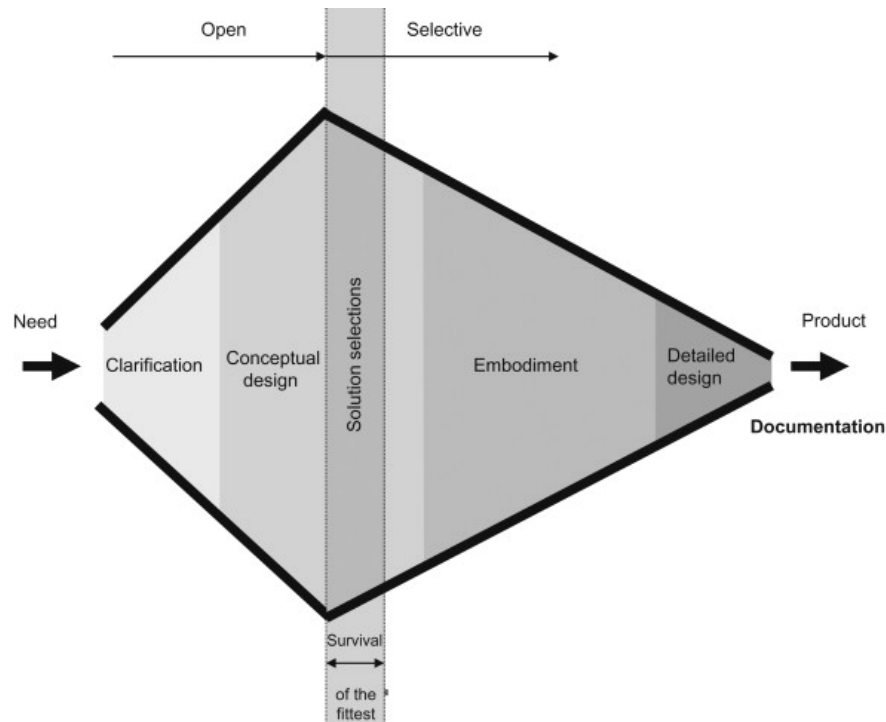 Open
Selective
Need
Product
Clarification
Conceptual
design
Solution selections
Embodiment
Detailed
design
Documentation
Survival
of the
fittest